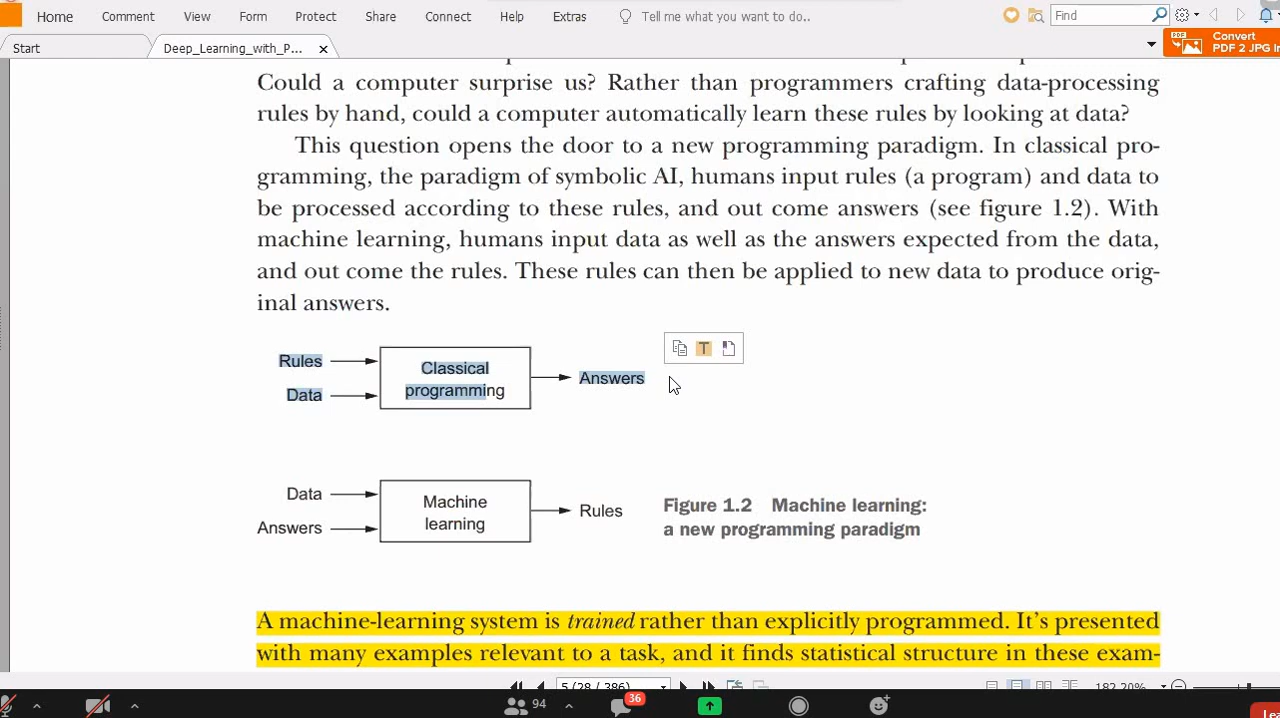 Home Comment View Form Protect Share Connect Help Extras Tell me what you want to do.. Find
Convert
PDF 2 JPG
Start Deep_Learning_with_P... ×
Could a computer surprise us? Rather than programmers crafting data-processing
rules by hand, could a computer automatically learn these rules by looking at data?
This question opens the door to a new programming paradigm. In classical pro-
gramming, the paradigm of symbolic AI, humans input rules (a program) and data to
be processed according to these rules, and out come answers (see figure 1.2). With
machine learning, humans input data as well as the answers expected from the data,
and out come the rules. These rules can then be applied to new data to produce orig-
inal answers.
Rules
Data
Classical
programming
Answers
T
Data
Answers
Machine
learning
Rules
Figure 1.2 Machine learning:
a new programming paradigm
A machine-learning system is trained rather than explicitly programmed. It's presented
with many examples relevant to a task, and it finds statistical structure in these exam-
5 (28 / 386) 182.20%
94 36